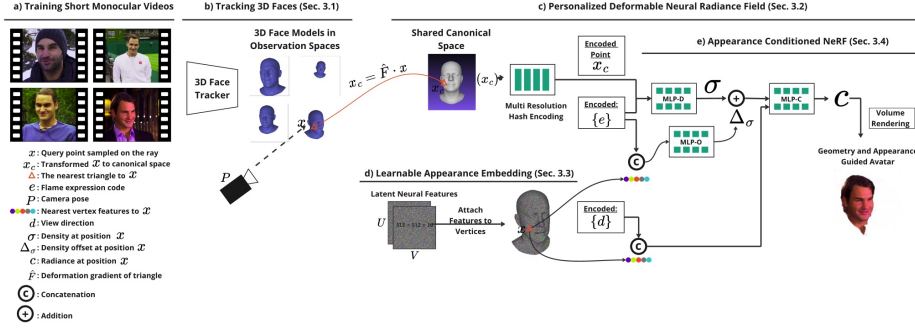 a) Training Short Monocular Videos
x : Query point sampled on the ray
x_c : Transformed x to canonical space
△ : The nearest triangle to x
e : Flame expression code
P : Camera pose
: Nearest vertex features to x
d : View direction
σ : Density at position x
Δ_σ : Density offset at position x
c : Radiance at position x
F̂ : Deformation gradient of triangle
C : Concatenation
+ : Addition
b) Tracking 3D Faces (Sec. 3.1)
3D Face Models in
Observation Spaces
3D Face
Tracker
x
P
x_c = F̂ · x
c) Personalized Deformable Neural Radiance Field (Sec. 3.2)
Shared Canonical
Space
x_c
(x_c)
Multi Resolution
Hash Encoding
Encoded
Point
x_c
Encoded:
{e}
e) Appearance Conditioned NeRF (Sec. 3.4)
MLP-D
σ
+
MLP-C
c
Volume
Rendering
MLP-O
Δ_σ
C
Geometry and Appearance
Guided Avatar
d) Learnable Appearance Embedding (Sec. 3.3)
Latent Neural Features
U
512 × 512 × 16
V
Attach
Features to
Vertices
x
Encoded:
{d}
C